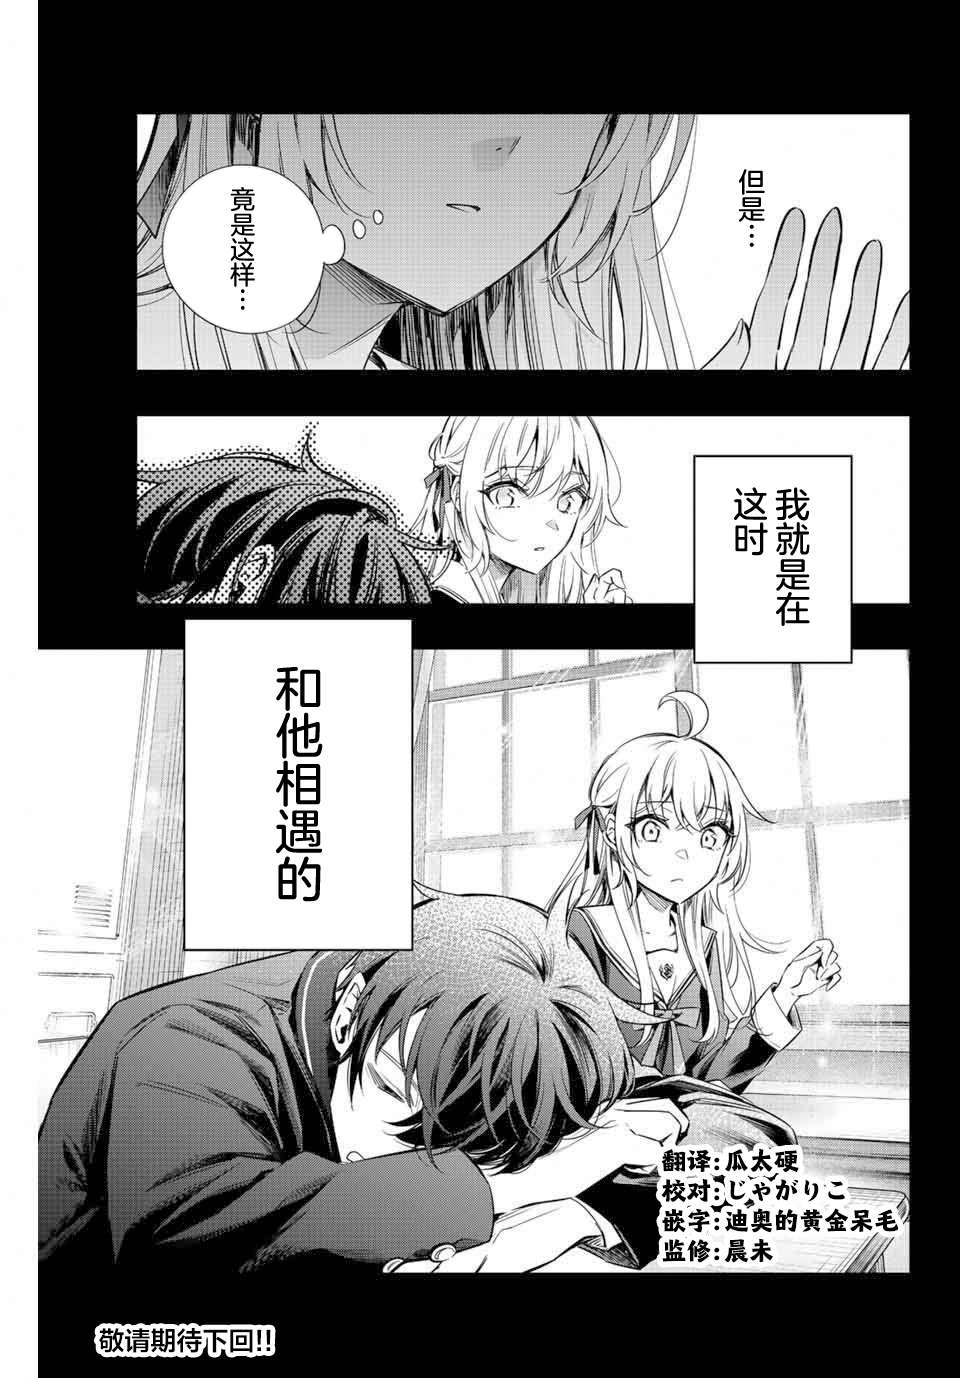 但是…
竟是这样…
我就是在
这时
和他相遇的
翻译:瓜太硬
校对:じゃがりこ
嵌字:迪奥的黄金呆毛
监修:晨未
敬请期待下回!!